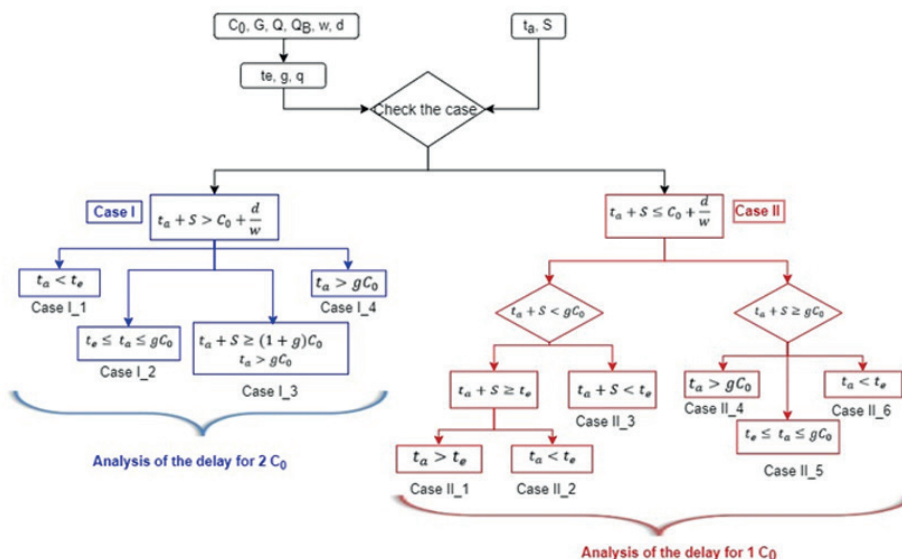 C₀, G, Q, Q_B, w, d
tₐ, S
te, g, q
Check the case
Case I
tₐ + S > C₀ + d/w
tₐ + S ≤ C₀ + d/w
Case II
tₐ < tₑ
Case I_1
tₐ > gC₀
Case I_4
tₐ + S < gC₀
tₐ + S ≥ gC₀
tₑ ≤ tₐ ≤ gC₀
Case I_2
tₐ + S ≥ (1 + g)C₀
tₐ > gC₀
Case I_3
tₐ + S ≥ tₑ
tₐ + S < tₑ
Case II_3
tₐ > gC₀
Case II_4
tₐ < tₑ
Case II_6
tₑ ≤ tₐ ≤ gC₀
Case II_5
tₐ > tₑ
Case II_1
tₐ < tₑ
Case II_2
Analysis of the delay for 2 C₀
Analysis of the delay for 1 C₀